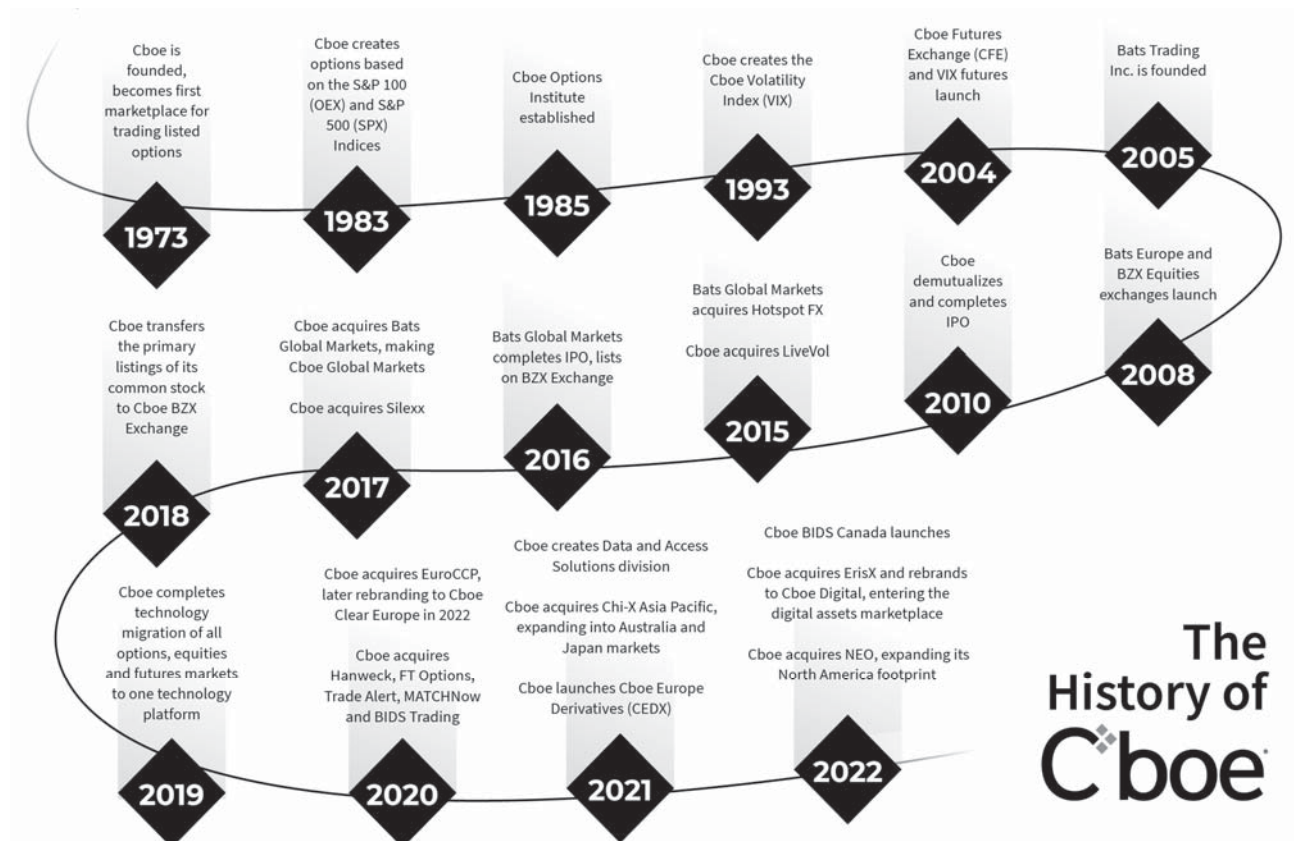 Cboe is
founded,
becomes first
marketplace for
trading listed
options
1973
Cboe creates
options based
on the S&P 100
(OEX) and S&P
500 (SPX)
Indices
1983
Cboe Options
Institute
established
1985
Cboe creates the
Cboe Volatility
Index (VIX)
1993
Cboe Futures
Exchange (CFE)
and VIX futures
launch
2004
Bats Trading
Inc. is founded
2005
Bats Europe and
BZX Equities
exchanges launch
2008
Cboe
demutualizes
and completes
IPO
2010
Bats Global Markets
acquires Hotspot FX
Cboe acquires LiveVol
2015
Bats Global Markets
completes IPO, lists
on BZX Exchange
2016
Cboe acquires Bats
Global Markets, making
Cboe Global Markets
Cboe acquires Silexx
2017
Cboe transfers
the primary
listings of its
common stock
to Cboe BZX
Exchange
2018
Cboe completes
technology
migration of all
options, equities
and futures markets
to one technology
platform
2019
Cboe acquires EuroCCP,
later rebranding to Cboe
Clear Europe in 2022
Cboe acquires
Hanweck, FT Options,
Trade Alert, MATCHNow
and BIDS Trading
2020
Cboe creates Data and Access
Solutions division
Cboe acquires Chi-X Asia Pacific,
expanding into Australia and
Japan markets
Cboe launches Cboe Europe
Derivatives (CEDX)
2021
Cboe BIDS Canada launches
Cboe acquires ErisX and rebrands
to Cboe Digital, entering the
digital assets marketplace
Cboe acquires NEO, expanding its
North America footprint
2022
The
History of
Cboe